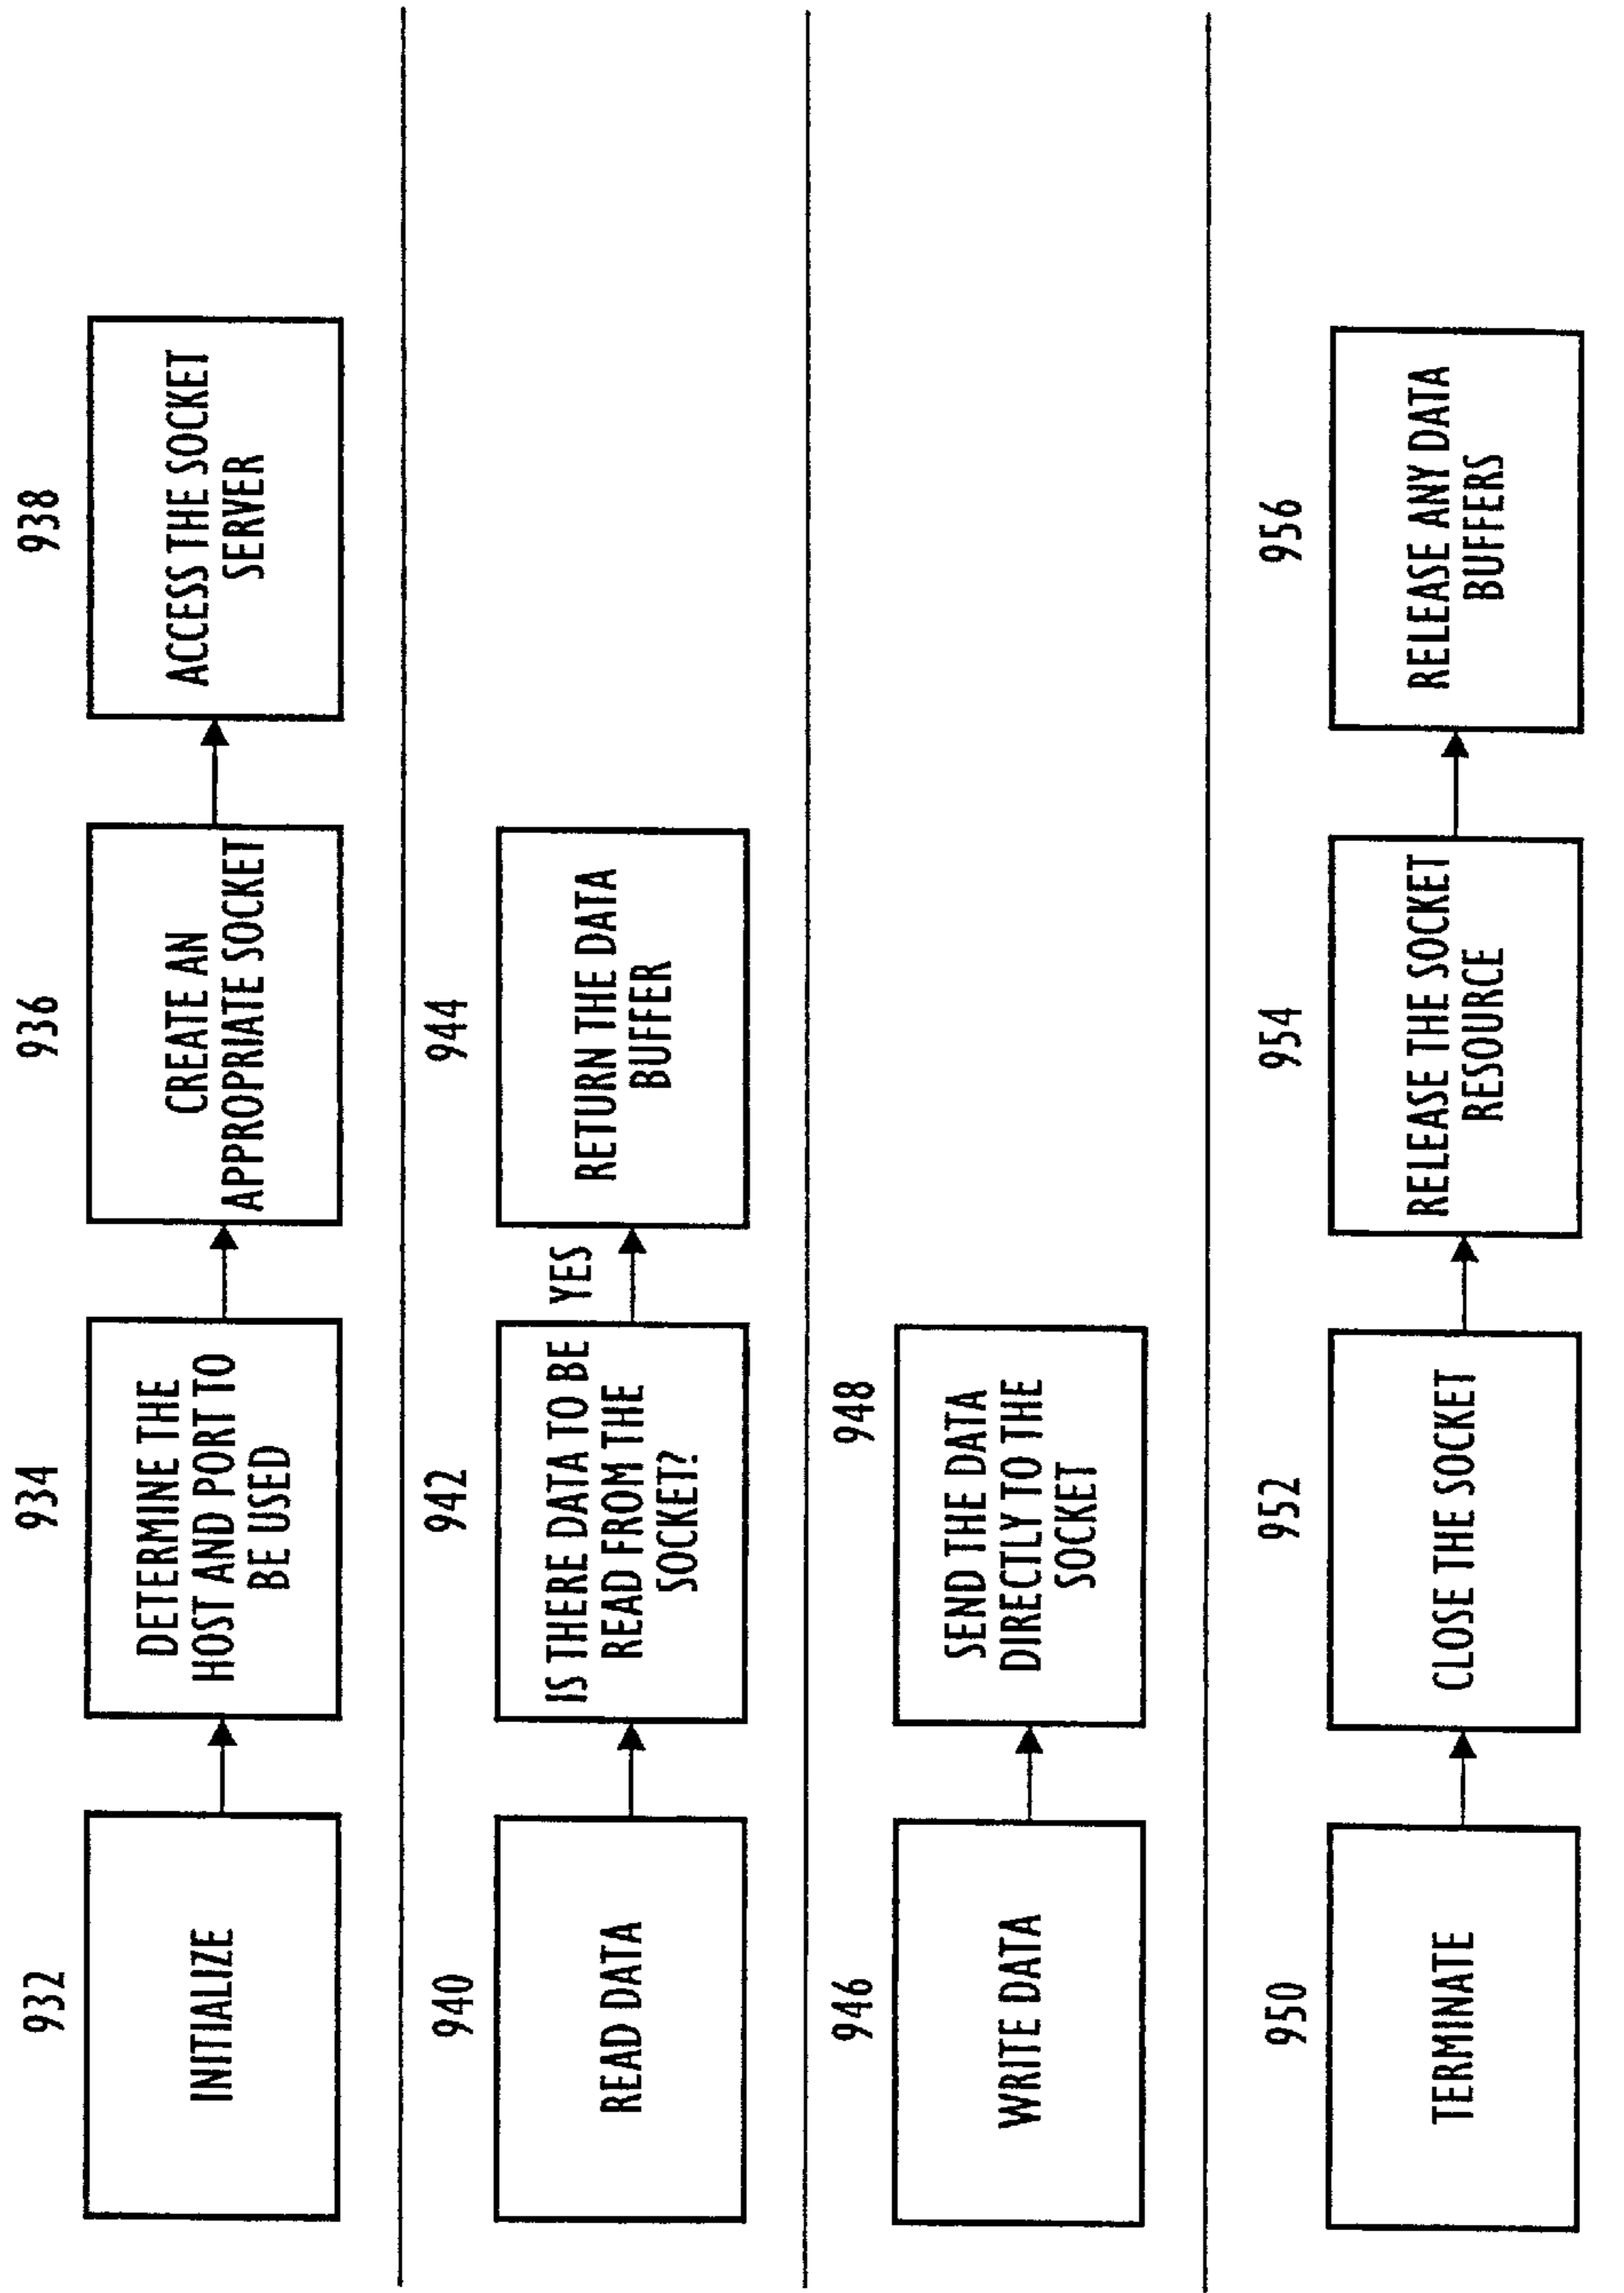 932
INITIALIZE
934
DETERMINE THE
HOST AND PORT TO
BE USED
936
CREATE AN
APPROPRIATE SOCKET
938
ACCESS THE SOCKET
SERVER
940
READ DATA
942
IS THERE DATA TO BE
READ FROM THE
SOCKET?
YES
944
RETURN THE DATA
BUFFER
946
WRITE DATA
948
SEND THE DATA
DIRECTLY TO THE
SOCKET
950
TERMINATE
952
CLOSE THE SOCKET
954
RELEASE THE SOCKET
RESOURCE
956
RELEASE ANY DATA
BUFFERS